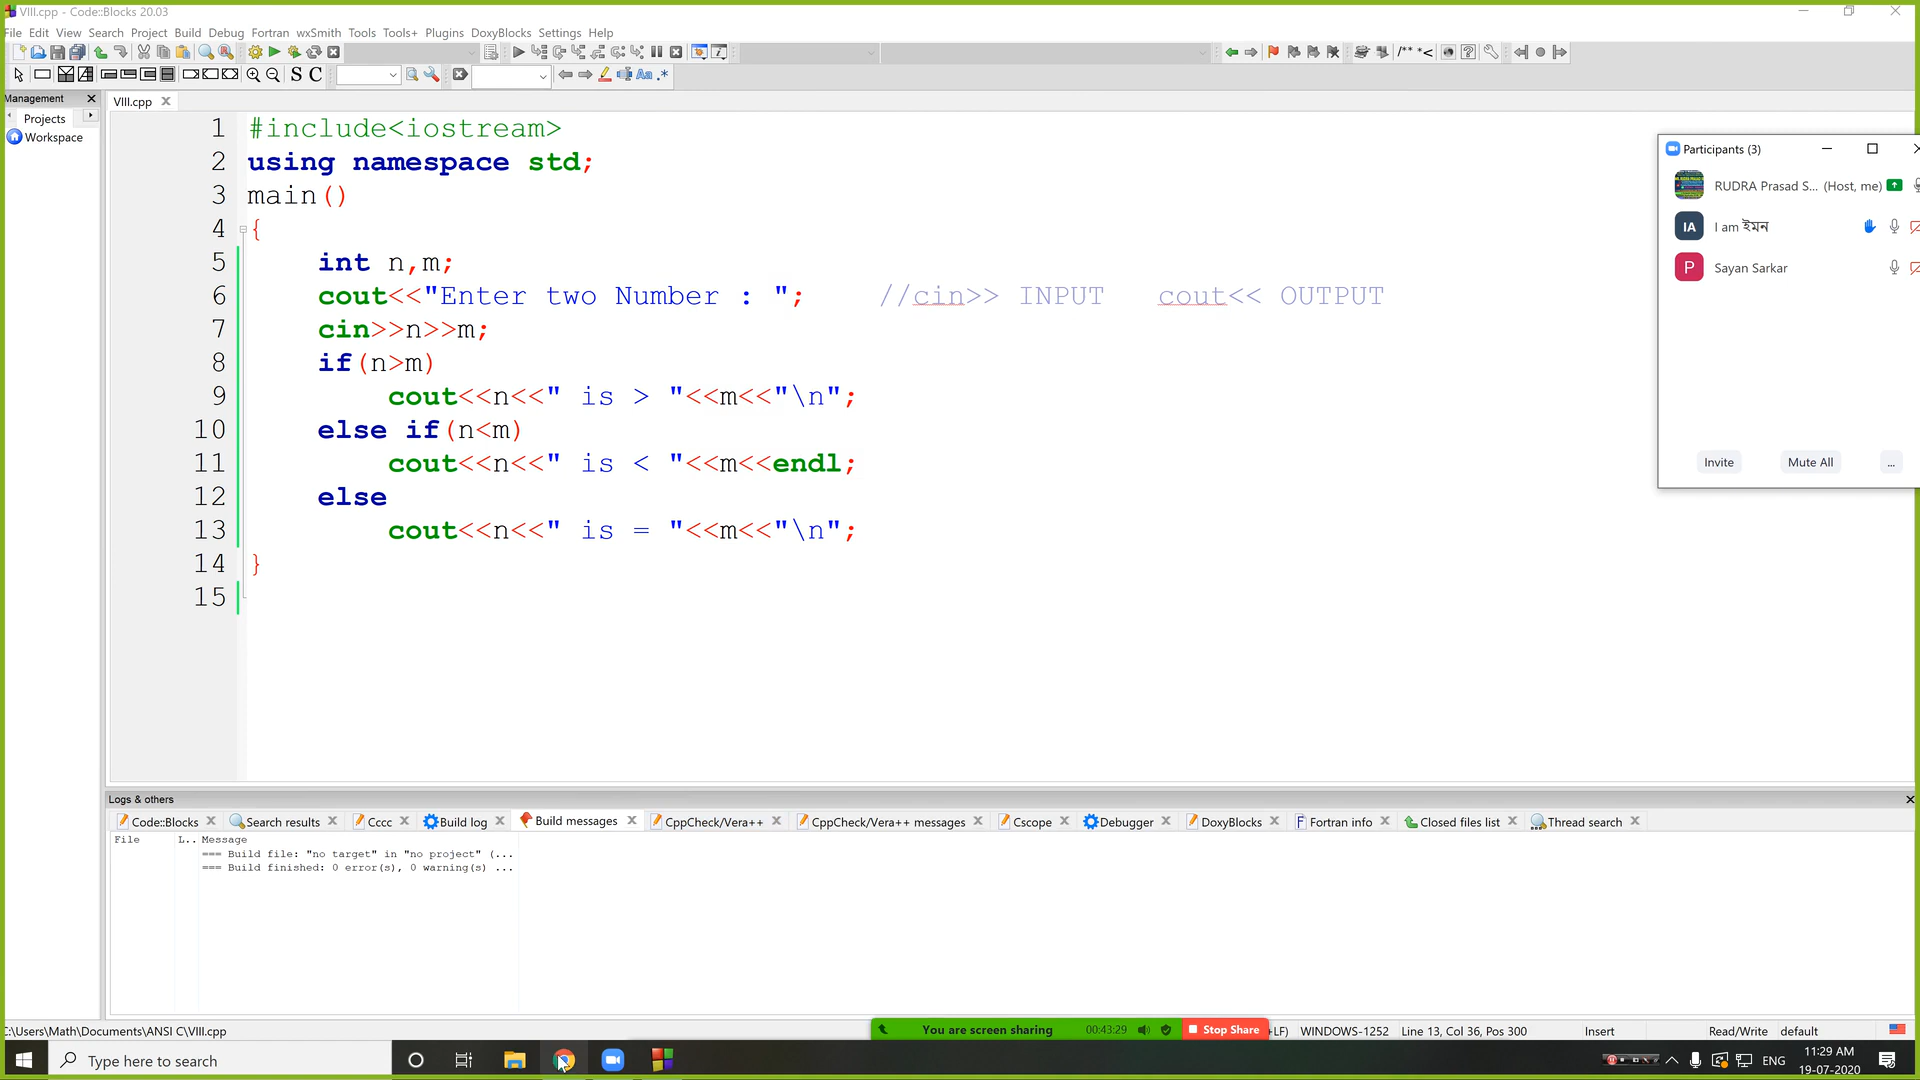 VIII.cpp - Code::Blocks 20.03
File Edit View Search Project Build Debug Fortran wxSmith Tools Tools+ Plugins DoxyBlocks Settings Help
/** *<
S C
Aa .*
Management
VIII.cpp
Projects
Workspace
1 #include<iostream>
2 using namespace std;
3 main()
4 {
5 int n,m;
6 cout<<"Enter two Number : "; //cin>> INPUT cout<< OUTPUT
7 cin>>n>>m;
8 if(n>m)
9 cout<<n<<" is > "<<m<<"\n";
10 else if(n<m)
11 cout<<n<<" is < "<<m<<endl;
12 else
13 cout<<n<<" is = "<<m<<"\n";
14 }
15
Participants (3)
RUDRA Prasad S... (Host, me)
IA I am ইমন
P Sayan Sarkar
Invite Mute All ...
Logs & others
Code::Blocks Search results Cccc Build log Build messages CppCheck/Vera++ CppCheck/Vera++ messages Cscope Debugger DoxyBlocks Fortran info Closed files list Thread search
File L.. Message
=== Build file: "no target" in "no project" (...
=== Build finished: 0 error(s), 0 warning(s) ...
C:\Users\Math\Documents\ANSI C\VIII.cpp
You are screen sharing 00:43:29 Stop Share
+LF) WINDOWS-1252 Line 13, Col 36, Pos 300 Insert Read/Write default
Type here to search
ENG
11:29 AM
19-07-2020